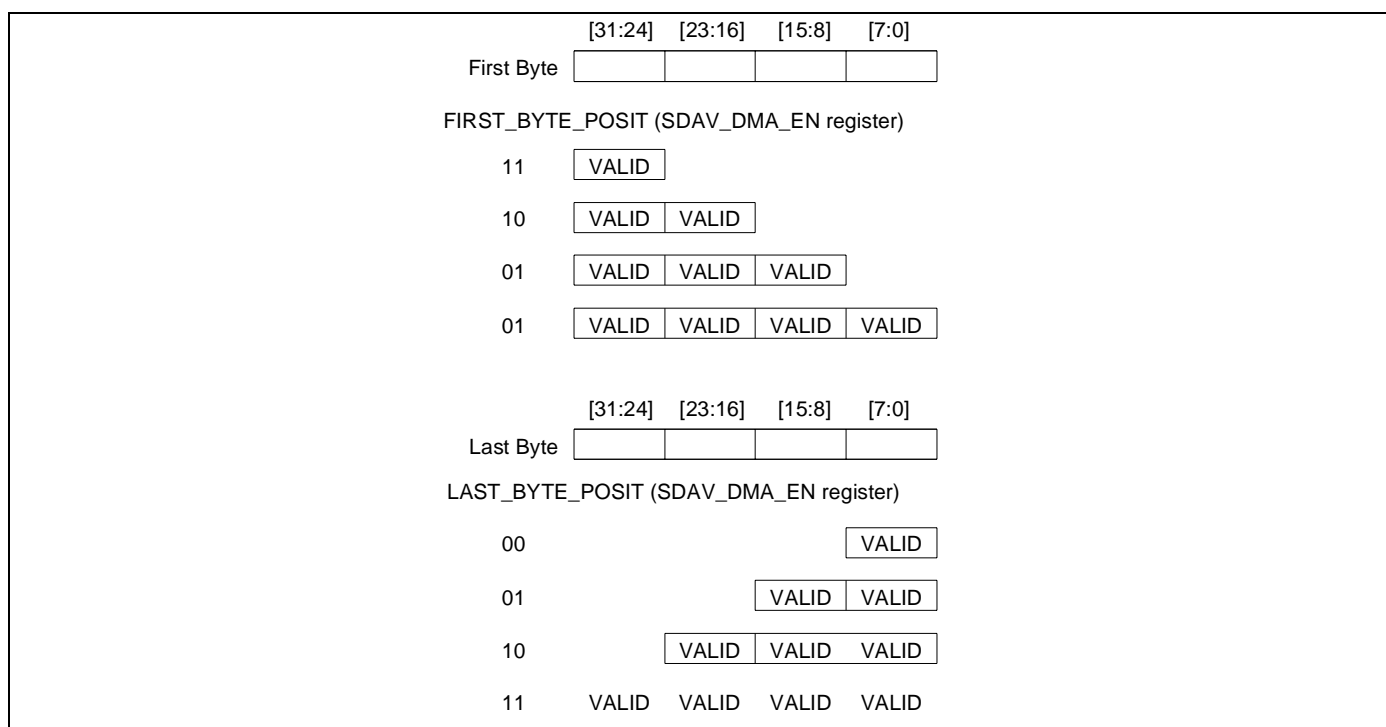 [31:24] [23:16] [15:8] [7:0]
First Byte
FIRST_BYTE_POSIT (SDAV_DMA_EN register)
11 VALID
10 VALID VALID
01 VALID VALID VALID
01 VALID VALID VALID VALID
[31:24] [23:16] [15:8] [7:0]
Last Byte
LAST_BYTE_POSIT (SDAV_DMA_EN register)
00 VALID
01 VALID VALID
10 VALID VALID VALID
11 VALID VALID VALID VALID